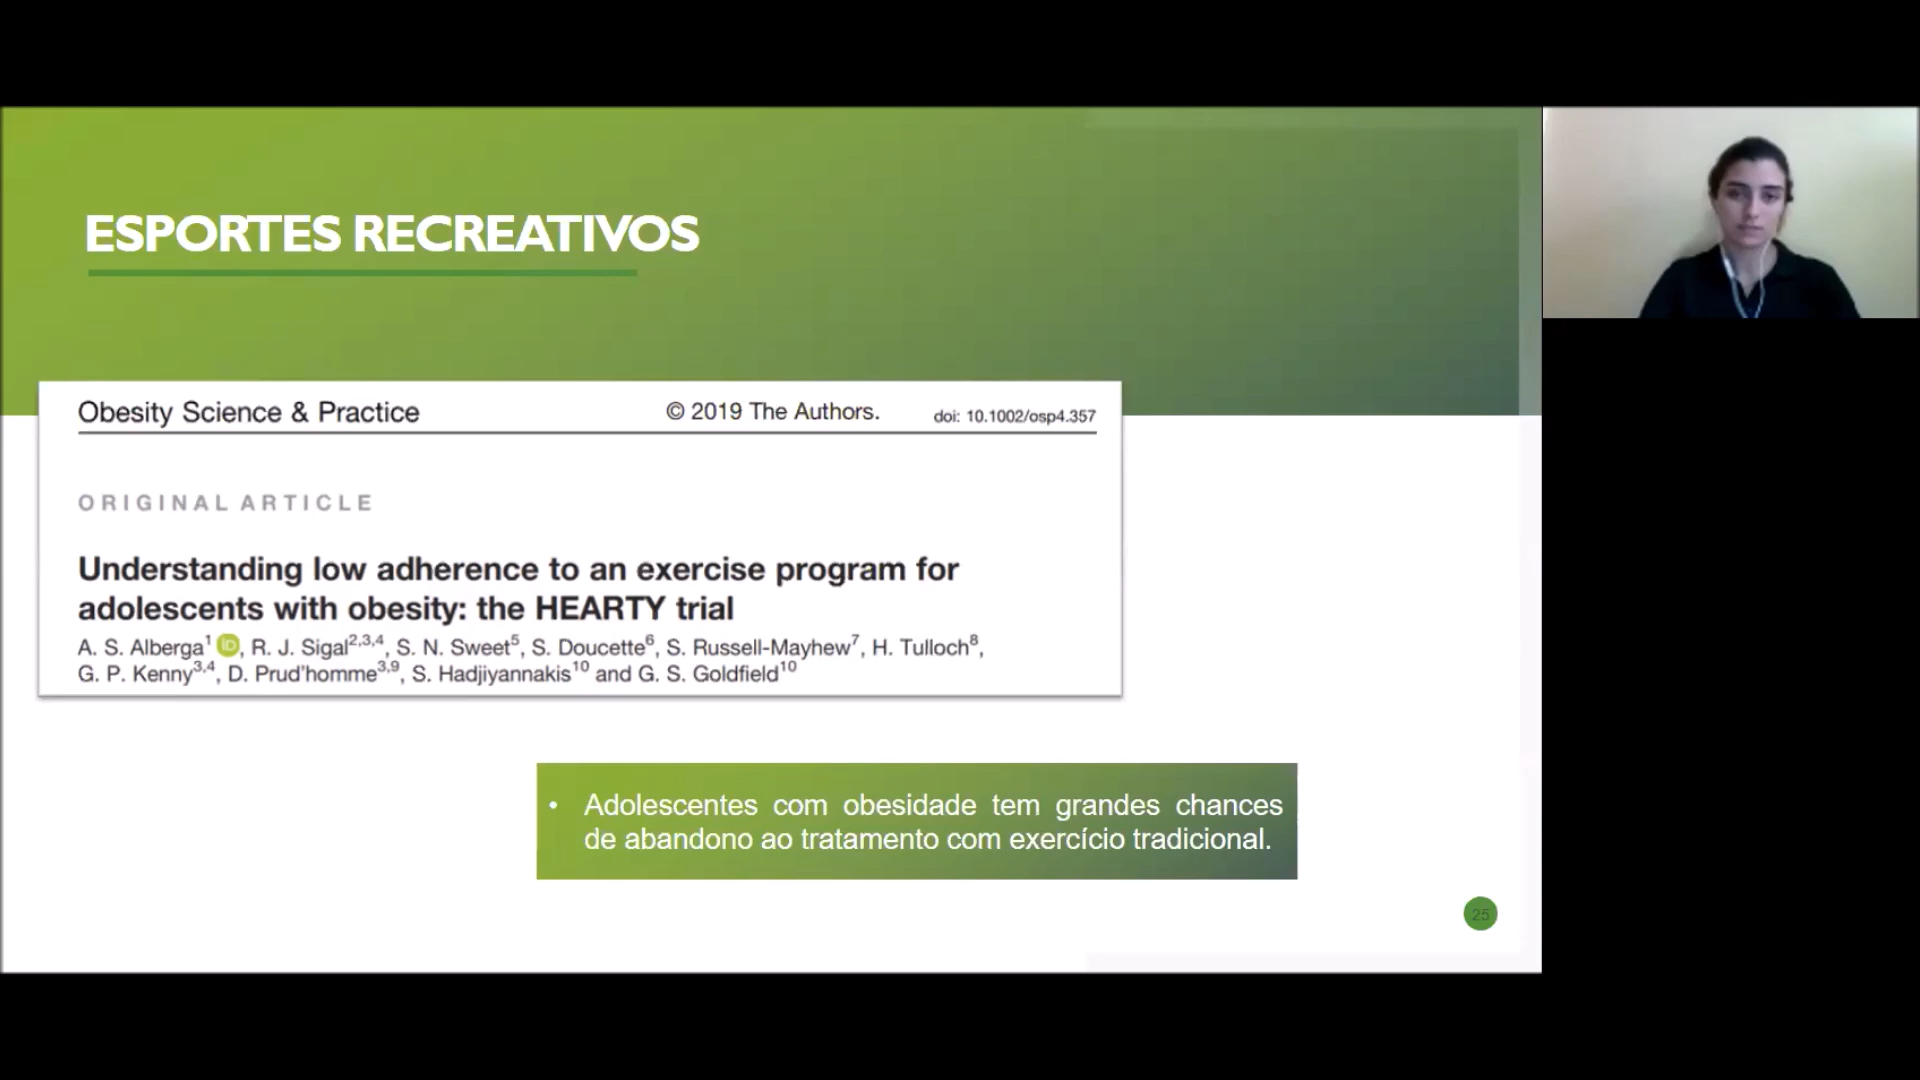 ESPORTES RECREATIVOS
Obesity Science & Practice © 2019 The Authors. doi: 10.1002/osp4.357
ORIGINAL ARTICLE
Understanding low adherence to an exercise program for
adolescents with obesity: the HEARTY trial
A. S. Alberga¹ iD, R. J. Sigal²,³,⁴, S. N. Sweet⁵, S. Doucette⁶, S. Russell-Mayhew⁷, H. Tulloch⁸,
G. P. Kenny³,⁴, D. Prud'homme³,⁹, S. Hadjiyannakis¹⁰ and G. S. Goldfield¹⁰
• Adolescentes com obesidade tem grandes chances
de abandono ao tratamento com exercício tradicional.
25